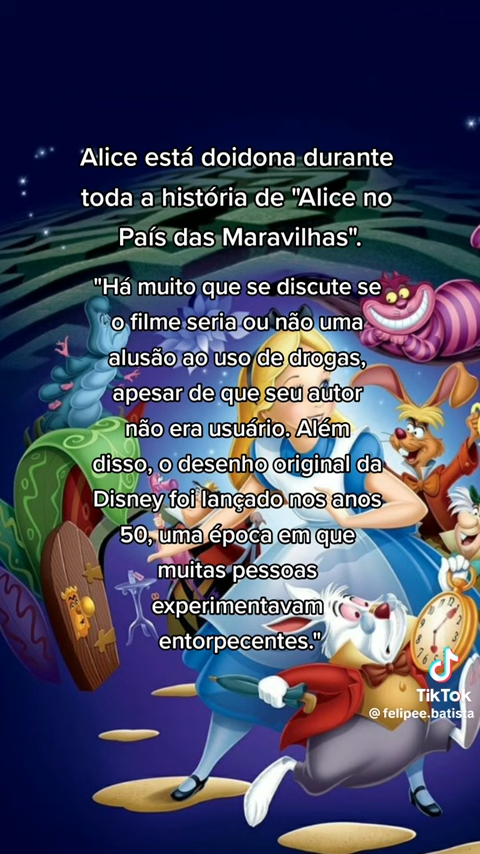 Alice está doidona durante
toda a história de "Alice no
País das Maravilhas".
"Há muito que se discute se
o filme seria ou não uma
alusão ao uso de drogas,
apesar de que seu autor
não era usuário. Além
disso, o desenho original da
Disney foi lançado nos anos
50, uma época em que
muitas pessoas
experimentavam
entorpecentes."
TikTok
@ felipee.batista